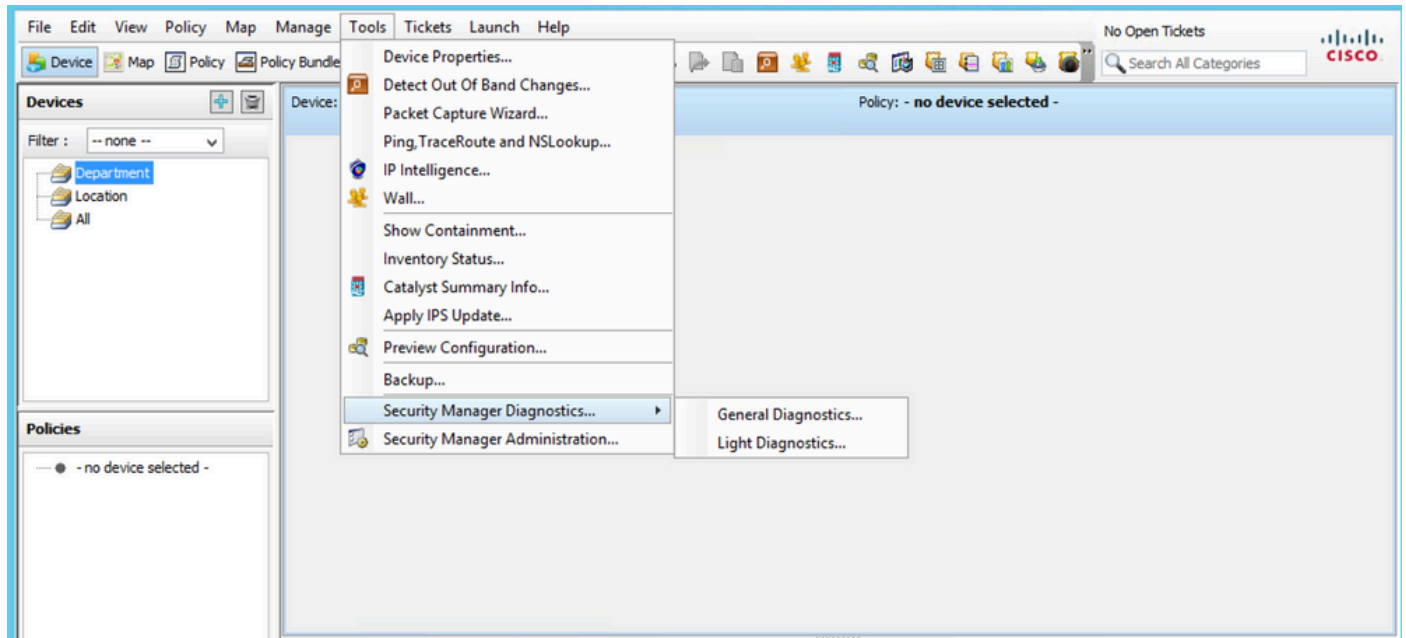 File Edit View Policy Map Manage Tools Tickets Launch Help
No Open Tickets
Device Map Policy Policy Bundle
Search All Categories
CISCO
Devices
Filter : -- none --
Department
Location
All
Policies
- no device selected -
Device:
Policy: - no device selected -
Device Properties...
Detect Out Of Band Changes...
Packet Capture Wizard...
Ping,TraceRoute and NSLookup...
IP Intelligence...
Wall...
Show Containment...
Inventory Status...
Catalyst Summary Info...
Apply IPS Update...
Preview Configuration...
Backup...
Security Manager Diagnostics...
Security Manager Administration...
General Diagnostics...
Light Diagnostics...